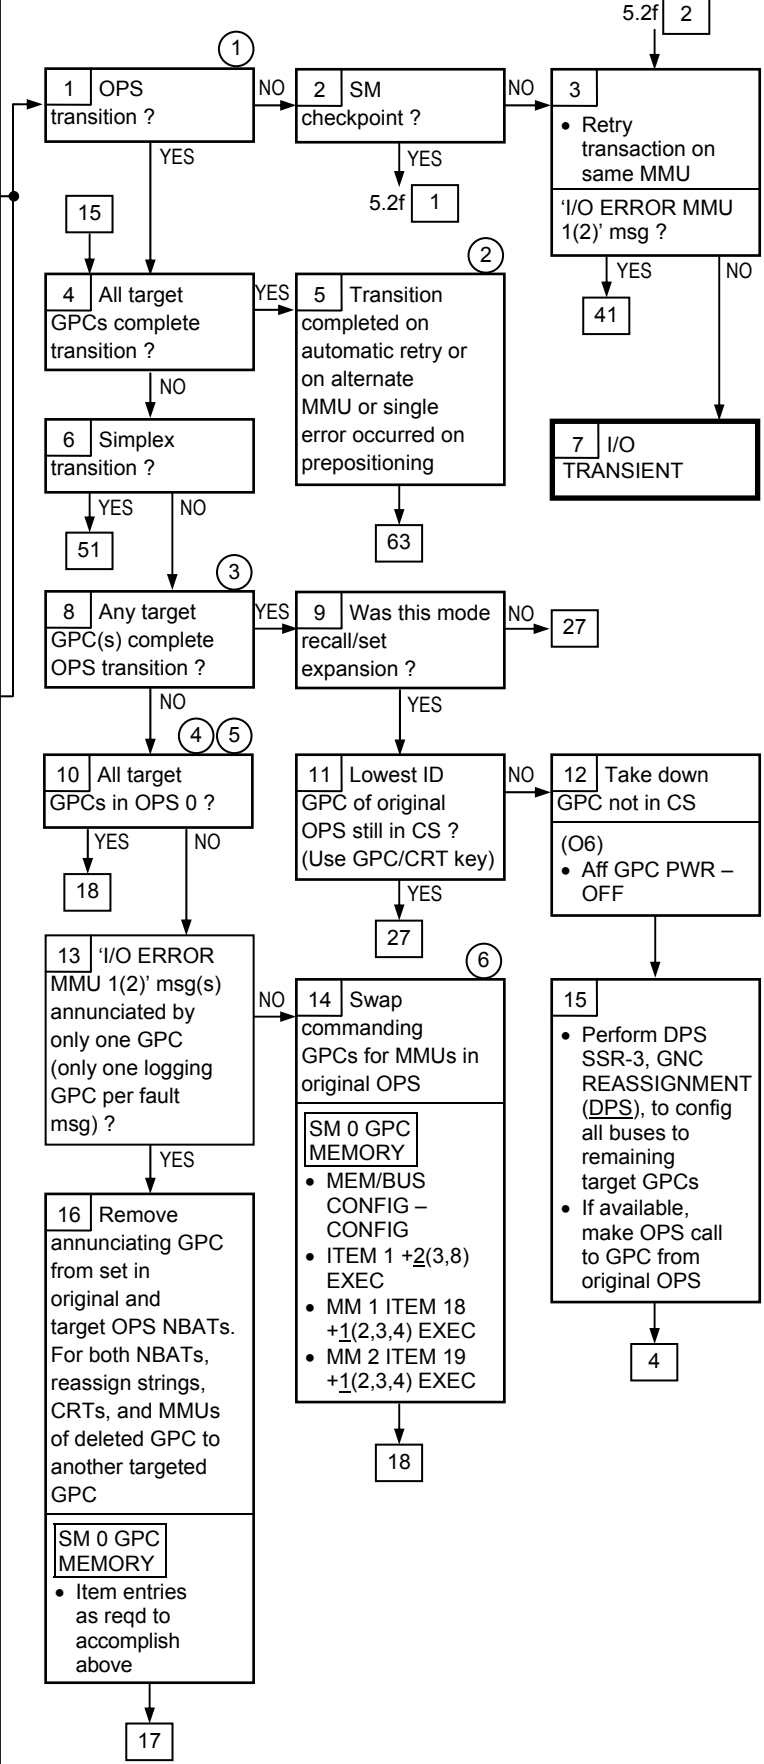 5.2f 2
1
1 OPS
transition ?
NO
2 SM
checkpoint ?
NO
3
• Retry
transaction on
same MMU
'I/O ERROR MMU
1(2)' msg ?
YES
YES
5.2f 1
YES
NO
41
15
2
4 All target
GPCs complete
transition ?
YES
5 Transition
completed on
automatic retry or
on alternate
MMU or single
error occurred on
prepositioning
NO
63
7 I/O
TRANSIENT
6 Simplex
transition ?
YES
NO
51
3
8 Any target
GPC(s) complete
OPS transition ?
YES
9 Was this mode
recall/set
expansion ?
NO
27
NO
YES
4 5
10 All target
GPCs in OPS 0 ?
YES
NO
18
11 Lowest ID
GPC of original
OPS still in CS ?
(Use GPC/CRT key)
NO
YES
27
12 Take down
GPC not in CS
(O6)
• Aff GPC PWR –
OFF
13 'I/O ERROR
MMU 1(2)' msg(s)
annunciated by
only one GPC
(only one logging
GPC per fault
msg) ?
NO
YES
6
14 Swap
commanding
GPCs for MMUs in
original OPS
SM 0 GPC
MEMORY
• MEM/BUS
CONFIG –
CONFIG
• ITEM 1 +2(3,8)
EXEC
• MM 1 ITEM 18
+1(2,3,4) EXEC
• MM 2 ITEM 19
+1(2,3,4) EXEC
18
15
• Perform DPS
SSR-3, GNC
REASSIGNMENT
(DPS), to config
all buses to
remaining
target GPCs
• If available,
make OPS call
to GPC from
original OPS
4
16 Remove
annunciating GPC
from set in
original and
target OPS NBATs.
For both NBATs,
reassign strings,
CRTs, and MMUs
of deleted GPC to
another targeted
GPC
SM 0 GPC
MEMORY
• Item entries
as reqd to
accomplish
above
17